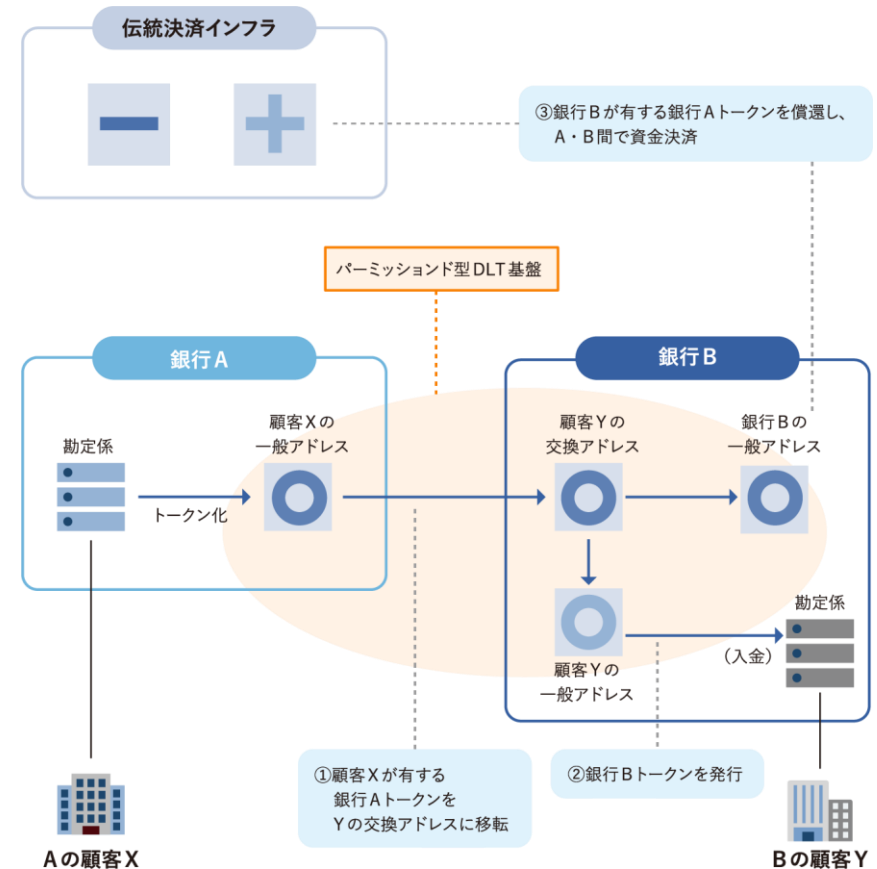 伝統決済インフラ
③銀行Bが有する銀行Aトークンを償還し、
A・B間で資金決済
パーミッションド型DLT基盤
銀行A
銀行B
勘定係
顧客Xの
一般アドレス
トークン化
顧客Yの
交換アドレス
銀行Bの
一般アドレス
顧客Yの
一般アドレス
(入金)
勘定係
①顧客Xが有する
銀行Aトークンを
Yの交換アドレスに移転
②銀行Bトークンを発行
Aの顧客X
Bの顧客Y